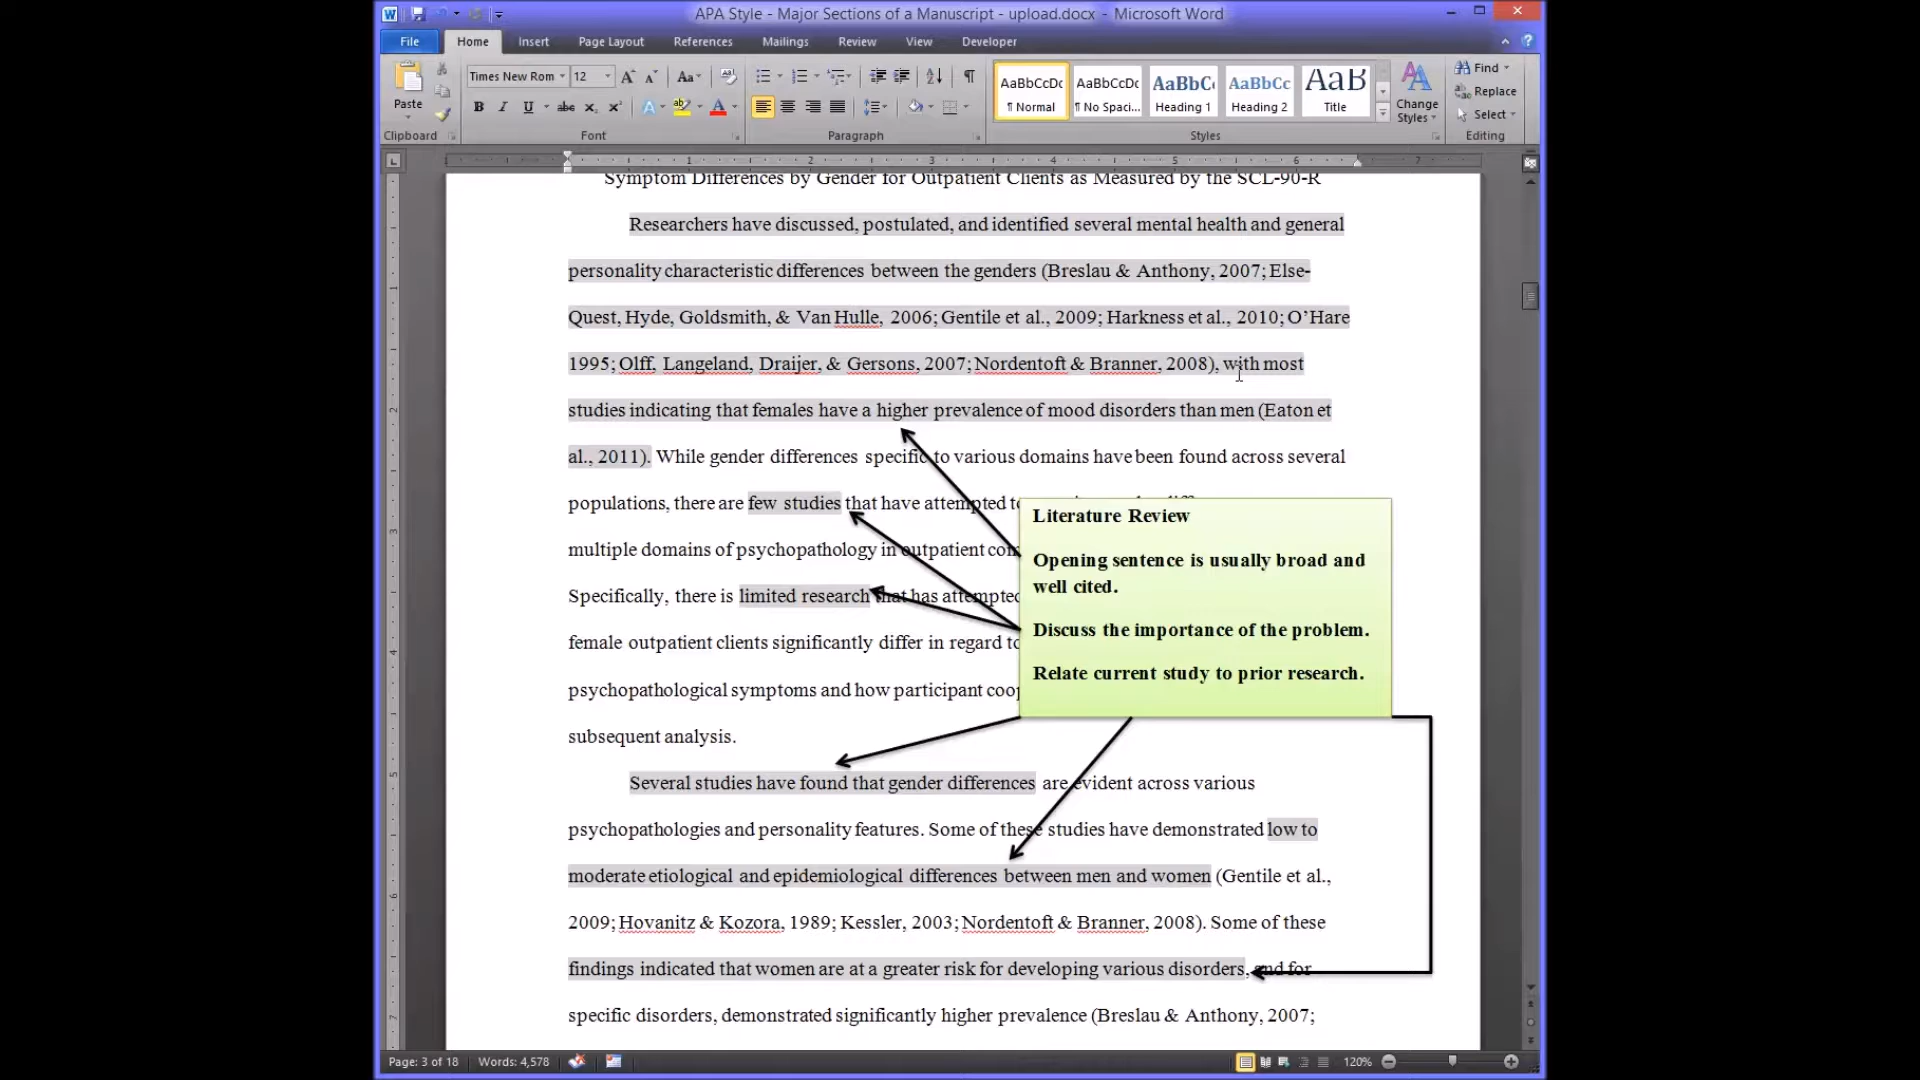 APA Style - Major Sections of a Manuscript - upload.docx - Microsoft Word
File Home Insert Page Layout References Mailings Review View Developer
Times New Rom 12
AaBbCcDc AaBbCcDc AaBbC AaBbCc AaB
Find
Replace
Select
Paste
¶ Normal ¶ No Spaci... Heading 1 Heading 2 Title
Change Styles
Clipboard Font Paragraph Styles Editing
1 2 3 4 5 6 7
Symptom Differences by Gender for Outpatient Clients as Measured by the SCL-90-R
Researchers have discussed, postulated, and identified several mental health and general
personality characteristic differences between the genders (Breslau & Anthony, 2007; Else-
Quest, Hyde, Goldsmith, & Van Hulle, 2006; Gentile et al., 2009; Harkness et al., 2010; O’Hare
1995; Olff, Langeland, Draijer, & Gersons, 2007; Nordentoft & Branner, 2008), with most
studies indicating that females have a higher prevalence of mood disorders than men (Eaton et
al., 2011). While gender differences specific to various domains have been found across several
populations, there are few studies that have attempted to
multiple domains of psychopathology in outpatient
Specifically, there is limited research that has attempted
female outpatient clients significantly differ in regard to
psychopathological symptoms and how participant
subsequent analysis.
Literature Review
Opening sentence is usually broad and
well cited.
Discuss the importance of the problem.
Relate current study to prior research.
Several studies have found that gender differences are evident across various
psychopathologies and personality features. Some of these studies have demonstrated low to
moderate etiological and epidemiological differences between men and women (Gentile et al.,
2009; Hovanitz & Kozora, 1989; Kessler, 2003; Nordentoft & Branner, 2008). Some of these
findings indicated that women are at a greater risk for developing various disorders, and for
specific disorders, demonstrated significantly higher prevalence (Breslau & Anthony, 2007;
Page: 3 of 18 Words: 4,578 120%